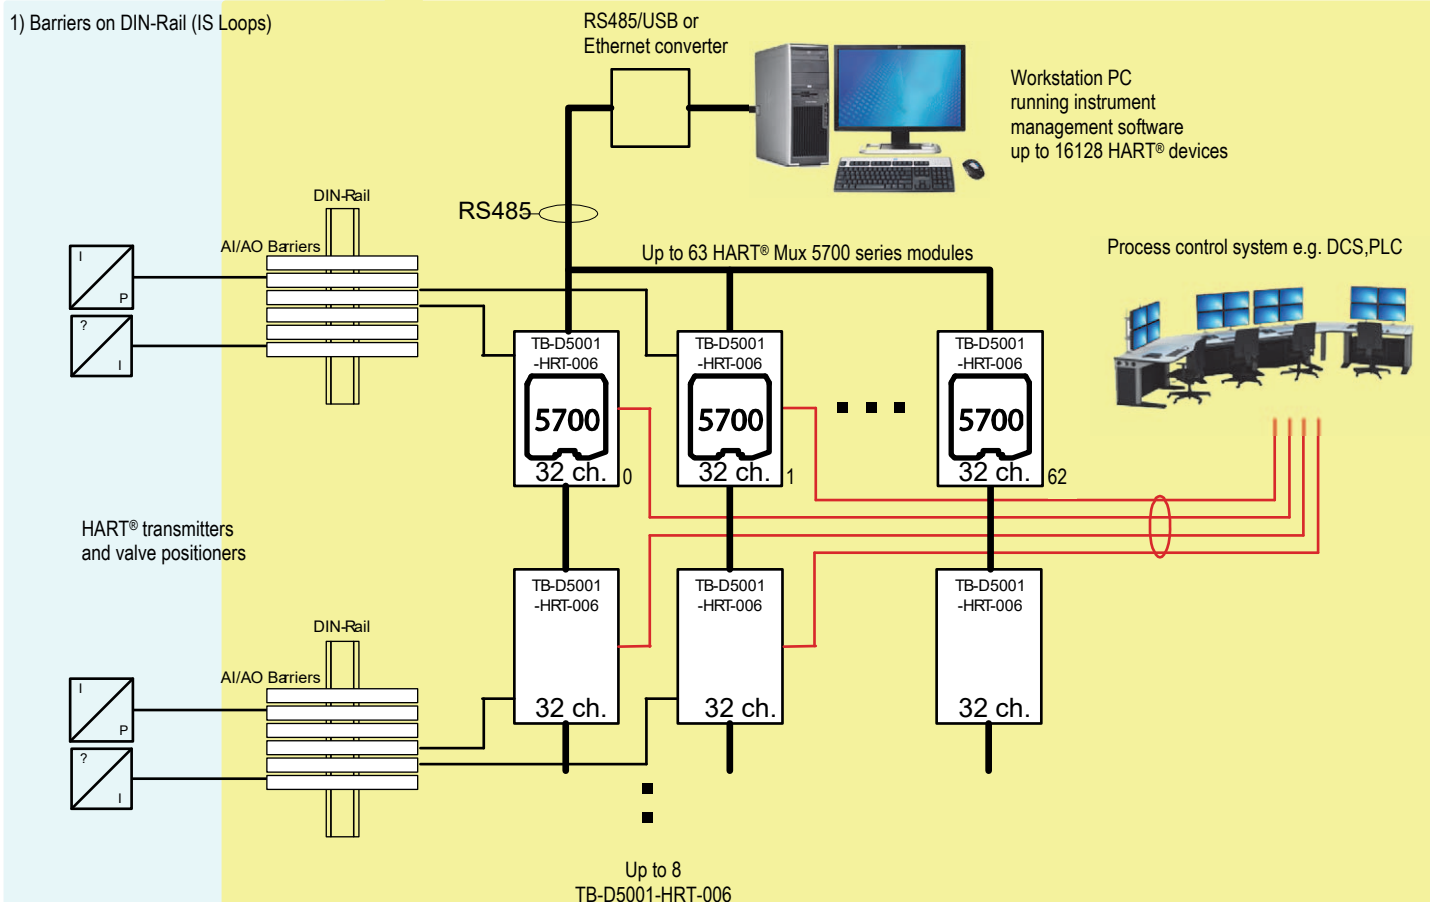 1) Barriers on DIN-Rail (IS Loops)
RS485/USB or
Ethernet converter
Workstation PC
running instrument
management software
up to 16128 HART® devices
DIN-Rail
RS485
AI/AO Barriers
Up to 63 HART® Mux 5700 series modules
Process control system e.g. DCS,PLC
I
P
?
I
TB-D5001
-HRT-006
5700
32 ch.
0
TB-D5001
-HRT-006
5700
32 ch.
1
TB-D5001
-HRT-006
5700
32 ch.
62
HART® transmitters
and valve positioners
TB-D5001
-HRT-006
32 ch.
TB-D5001
-HRT-006
32 ch.
TB-D5001
-HRT-006
32 ch.
DIN-Rail
AI/AO Barriers
I
P
?
I
Up to 8
TB-D5001-HRT-006